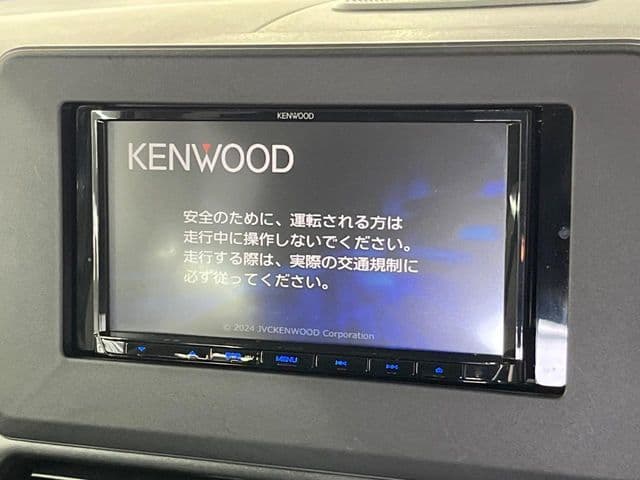 KENWOOD
KENWOOD
安全のために、運転される方は
走行中に操作しないでください。
走行する際は、実際の交通規制に
必ず従ってください。
© 2024 JVCKENWOOD Corporation
MENU